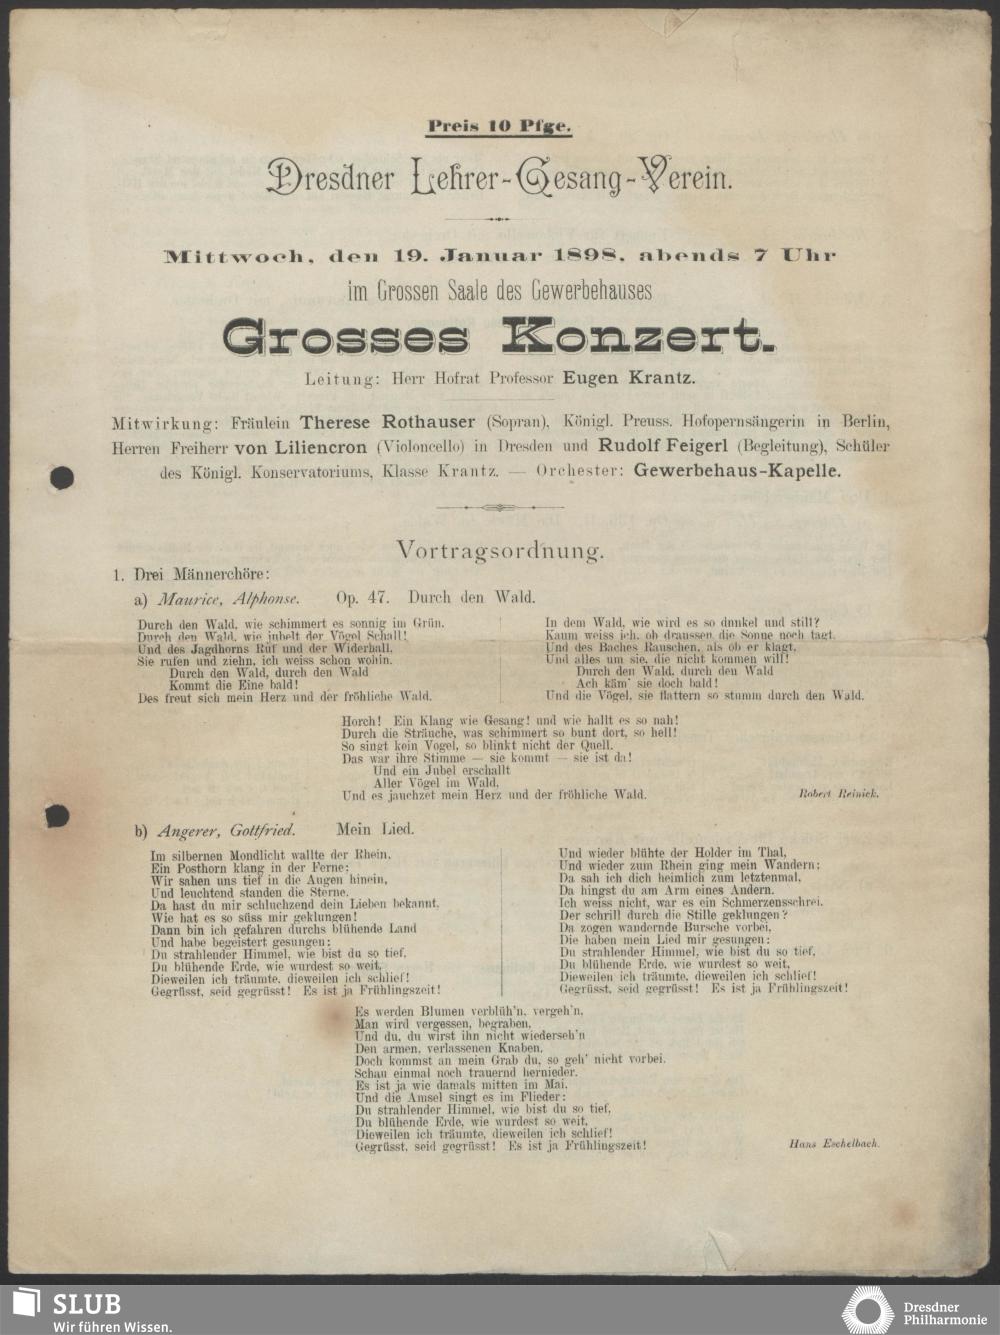 Preis 10 Pfge.
Dresdner Lehrer-Gesang-Verein.
Mittwoch, den 19. Januar 1898, abends 7 Uhr
im Grossen Saale des Gewerbehauses
Grosses Konzert.
Leitung: Herr Hofrat Professor Eugen Krantz.
Mitwirkung: Fräulein Therese Rothauser (Sopran), Königl. Preuss. Hofopernsängerin in Berlin,
Herren Freiherr von Liliencron (Violoncello) in Dresden und Rudolf Feigerl (Begleitung), Schüler
des Königl. Konservatoriums, Klasse Krantz. — Orchester: Gewerbehaus-Kapelle.
Vortragsordnung.
1. Drei Männerchöre:
a) Maurice, Alphonse. Op. 47. Durch den Wald.
Durch den Wald, wie schimmert es sonnig im Grün.
Durch den Wald, wie jubelt der Vögel Schall!
Und des Jagdhorns Ruf und der Widerhall,
Sie rufen und ziehn, ich weiss schon wohin.
Durch den Wald, durch den Wald
Kommt die Eine bald!
Des freut sich mein Herz und der fröhliche Wald.
In dem Wald, wie wird es so dunkel und still?
Kaum weiss ich, ob draussen die Sonne noch tagt,
Und des Baches Rauschen, als ob er klagt,
Und alles um sie, die nicht kommen will!
Durch den Wald, durch den Wald
Ach käm' sie doch bald!
Und die Vögel, sie flattern so stumm durch den Wald.
Horch! Ein Klang wie Gesang! und wie hallt es so nah!
Durch die Sträuche, was schimmert so bunt dort, so hell!
So singt kein Vogel, so blinkt nicht der Quell.
Das war ihre Stimme — sie kommt — sie ist da!
Und ein Jubel erschallt
Aller Vögel im Wald,
Und es jauchzet mein Herz und der fröhliche Wald.
Robert Reinick.
b) Angerer, Gottfried. Mein Lied.
Im silbernen Mondlicht wallte der Rhein,
Ein Posthorn klang in der Ferne;
Wir sahen uns tief in die Augen hinein,
Und leuchtend standen die Sterne.
Da hast du mir schluchzend dein Lieben bekannt,
Wie hat es so süss mir geklungen!
Dann bin ich gefahren durchs blühende Land
Und habe begeistert gesungen:
Du strahlender Himmel, wie bist du so tief,
Du blühende Erde, wie wurdest so weit,
Dieweilen ich träumte, dieweilen ich schlief!
Gegrüsst, seid gegrüsst! Es ist ja Frühlingszeit!
Und wieder blühte der Holder im Thal,
Und wieder zum Rhein ging mein Wandern;
Da sah ich dich heimlich zum letztenmal,
Da hingst du am Arm eines Andern.
Ich weiss nicht, war es ein Schmerzensschrei,
Der schrill durch die Stille geklungen?
Da zogen wandernde Bursche vorbei,
Die haben mein Lied mir gesungen:
Du strahlender Himmel, wie bist du so tief,
Du blühende Erde, wie wurdest so weit,
Dieweilen ich träumte, dieweilen ich schlief!
Gegrüsst, seid gegrüsst! Es ist ja Frühlingszeit!
Es werden Blumen verblüh'n, vergeh'n,
Man wird vergessen, begraben,
Und du, du wirst ihn nicht wiederseh'n
Den armen, verlassenen Knaben.
Doch kommst an mein Grab du, so geh' nicht vorbei.
Schau einmal noch trauernd hernieder.
Es ist ja wie damals mitten im Mai,
Und die Amsel singt es im Flieder:
Du strahlender Himmel, wie bist du so tief,
Du blühende Erde, wie wurdest so weit,
Dieweilen ich träumte, dieweilen ich schlief!
Gegrüsst, seid gegrüsst! Es ist ja Frühlingszeit!
Hans Eschelbach.
SLUB
Wir führen Wissen.
Dresdner
Philharmonie